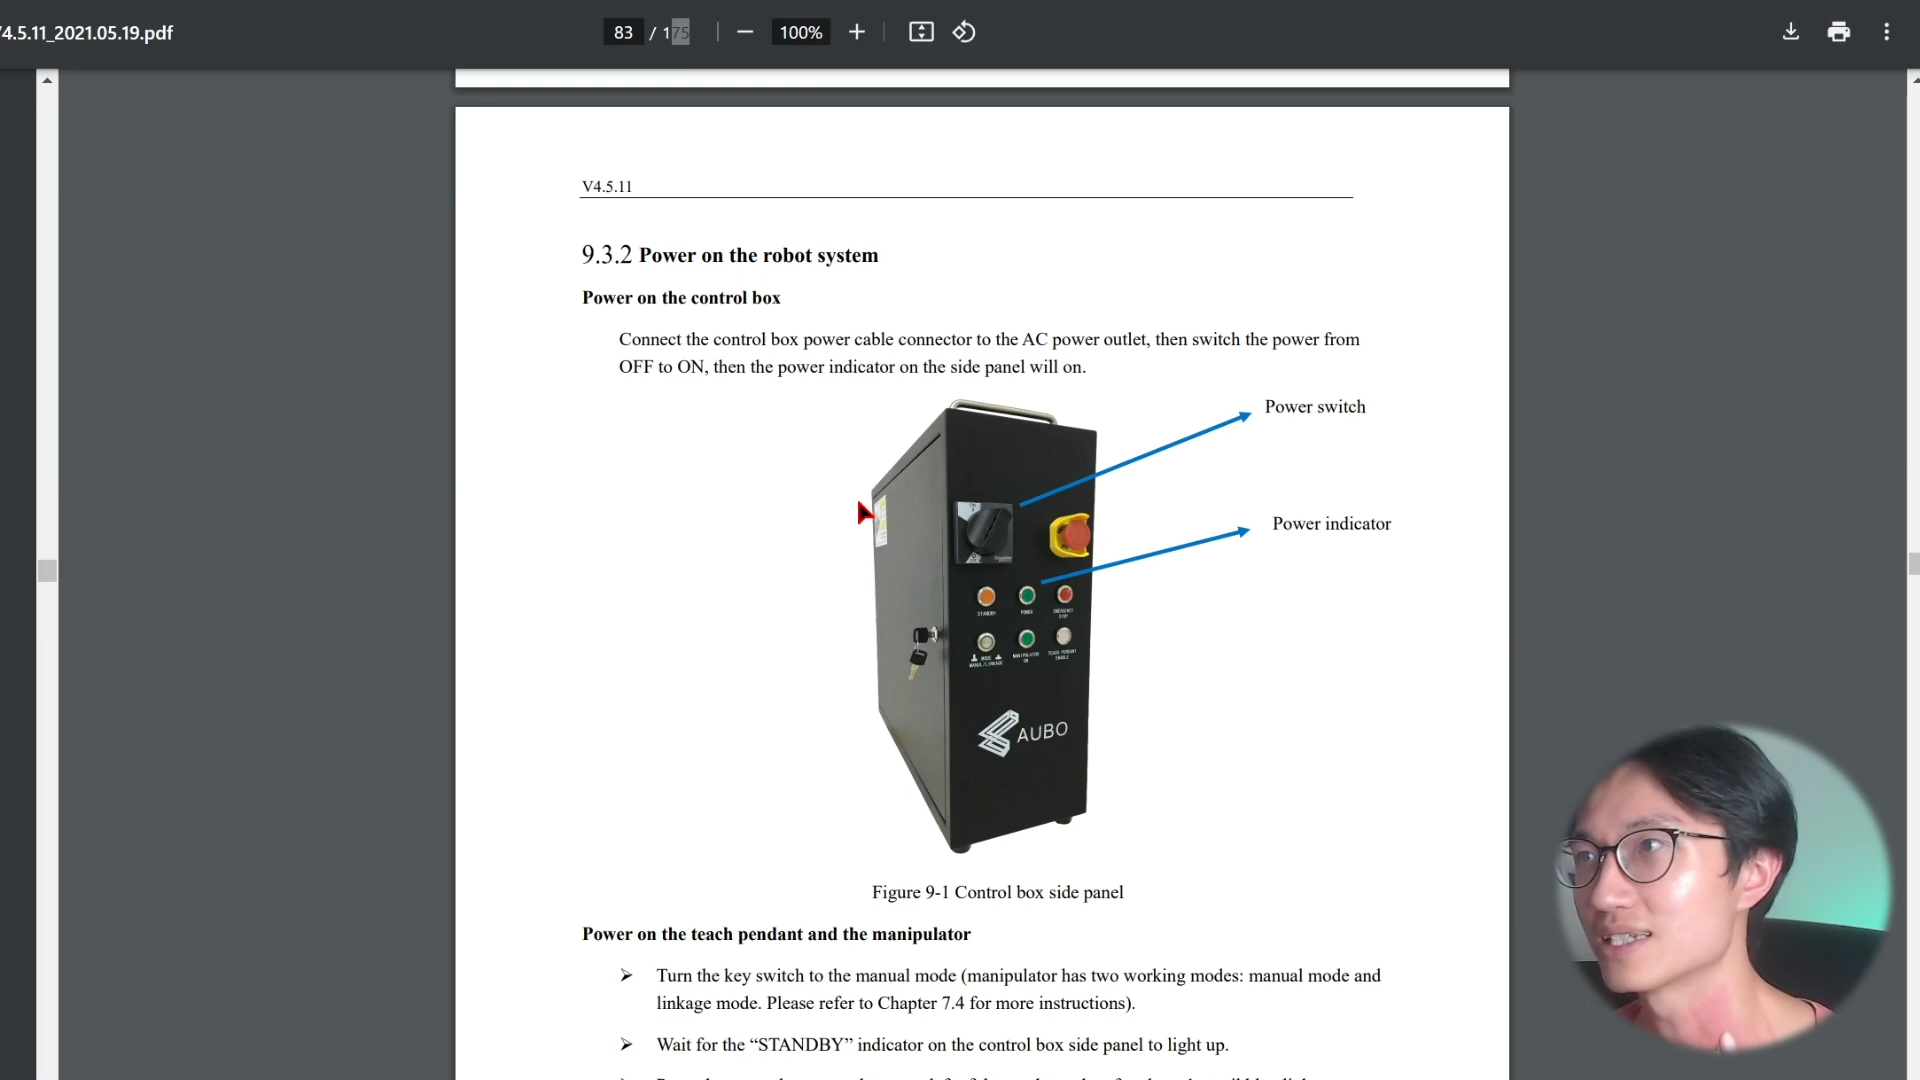 4.5.11_2021.05.19.pdf
83 / 175
100%
V4.5.11
9.3.2 Power on the robot system
Power on the control box
Connect the control box power cable connector to the AC power outlet, then switch the power from
OFF to ON, then the power indicator on the side panel will on.
Power switch
Power indicator
STANDBY
POWER
EMERGENCY
STOP
MODE
MANUAL/LINKAGE
MANIPULATOR
ON
TEACH PENDANT
ENABLE
AUBO
Figure 9-1 Control box side panel
Power on the teach pendant and the manipulator
➢ Turn the key switch to the manual mode (manipulator has two working modes: manual mode and
linkage mode. Please refer to Chapter 7.4 for more instructions).
➢ Wait for the “STANDBY” indicator on the control box side panel to light up.